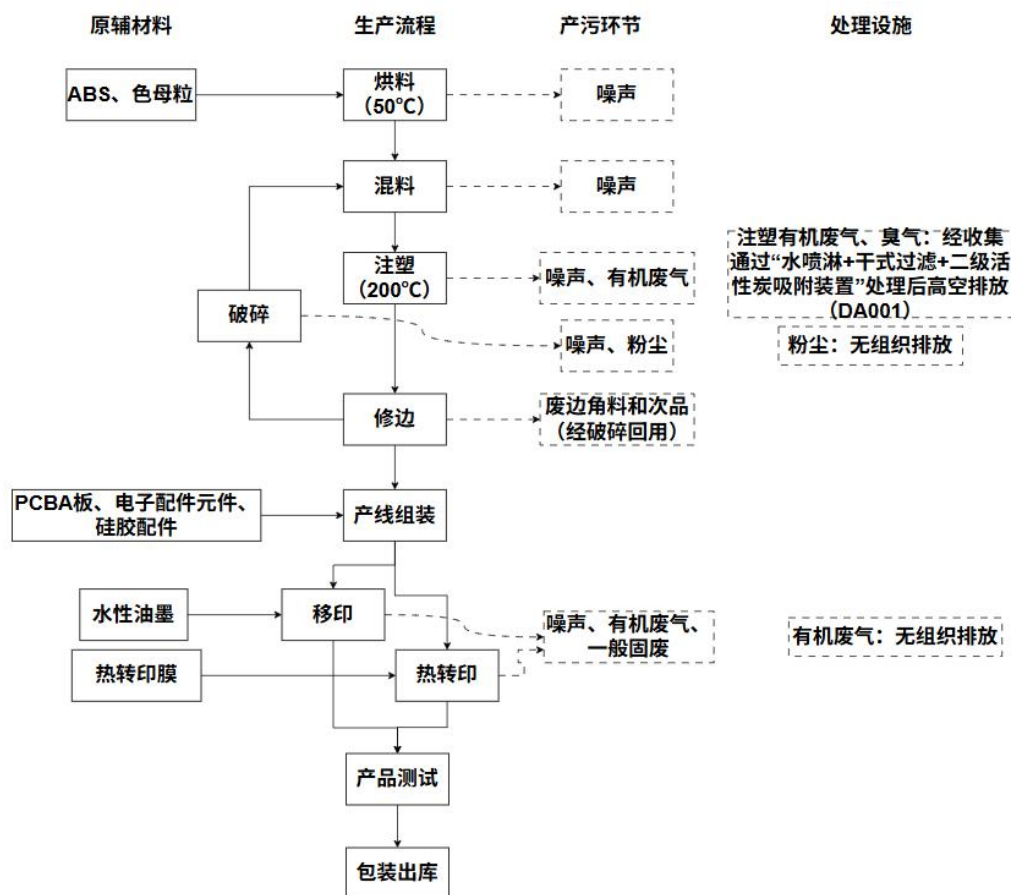 原辅材料
生产流程
产污环节
处理设施
ABS、色母粒
烘料
（50℃）
噪声
混料
噪声
注塑
（200℃）
噪声、有机废气
注塑有机废气、臭气：经收集
通过“水喷淋+干式过滤+二级活
性炭吸附装置”处理后高空排放
（DA001）
破碎
噪声、粉尘
粉尘：无组织排放
修边
废边角料和次品
（经破碎回用）
PCBA板、电子配件元件、
硅胶配件
产线组装
水性油墨
移印
噪声、有机废气、
一般固废
有机废气：无组织排放
热转印膜
热转印
产品测试
包装出库